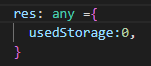 res: any ={
usedStorage:0,
}